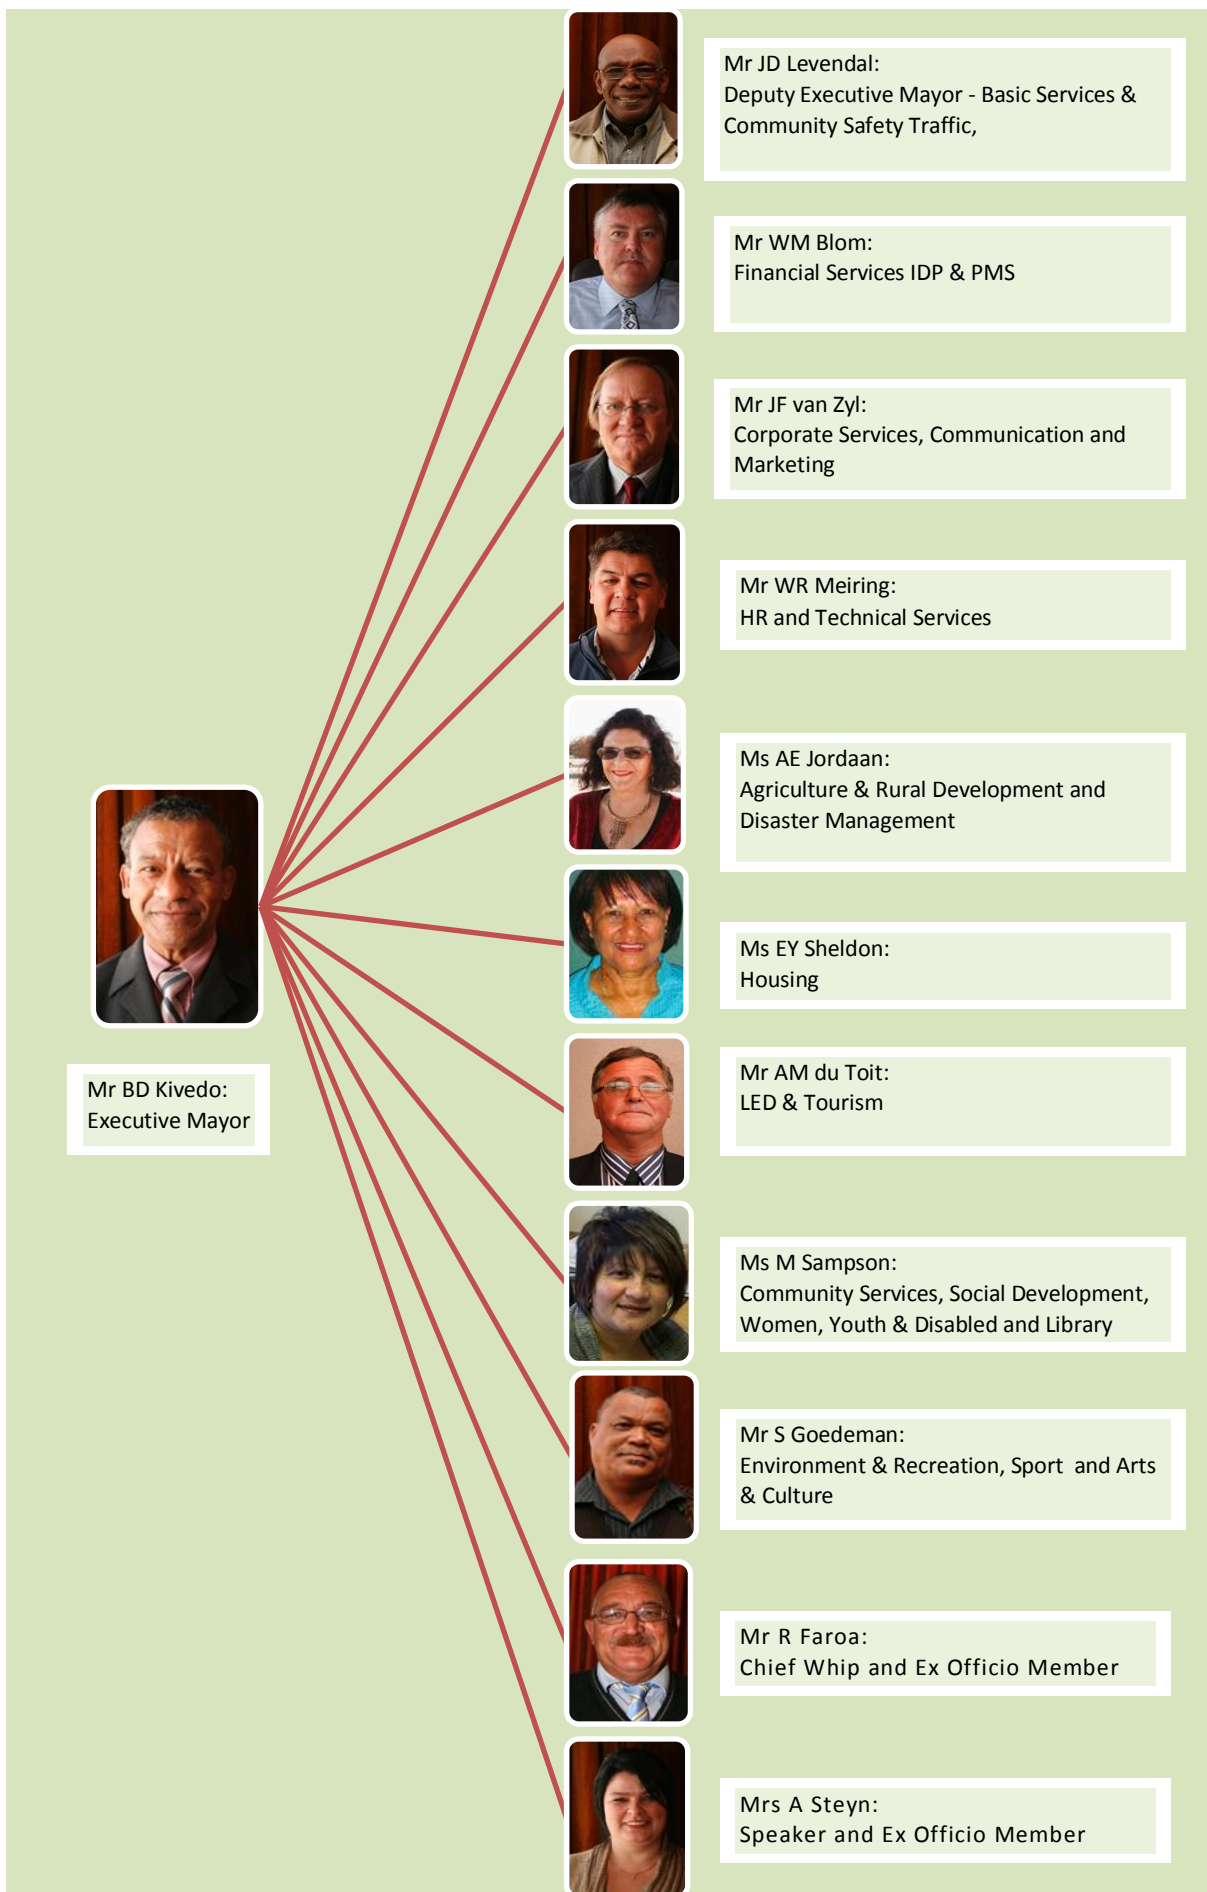 Mr JD Levendal:
Deputy Executive Mayor - Basic Services &
Community Safety Traffic,
Mr WM Blom:
Financial Services IDP & PMS
Mr JF van Zyl:
Corporate Services, Communication and
Marketing
Mr WR Meiring:
HR and Technical Services
Ms AE Jordaan:
Agriculture & Rural Development and
Disaster Management
Ms EY Sheldon:
Housing
Mr BD Kivedo:
Executive Mayor
Mr AM du Toit:
LED & Tourism
Ms M Sampson:
Community Services, Social Development,
Women, Youth & Disabled and Library
Mr S Goedeman:
Environment & Recreation, Sport and Arts
& Culture
Mr R Faroa:
Chief Whip and Ex Officio Member
Mrs A Steyn:
Speaker and Ex Officio Member